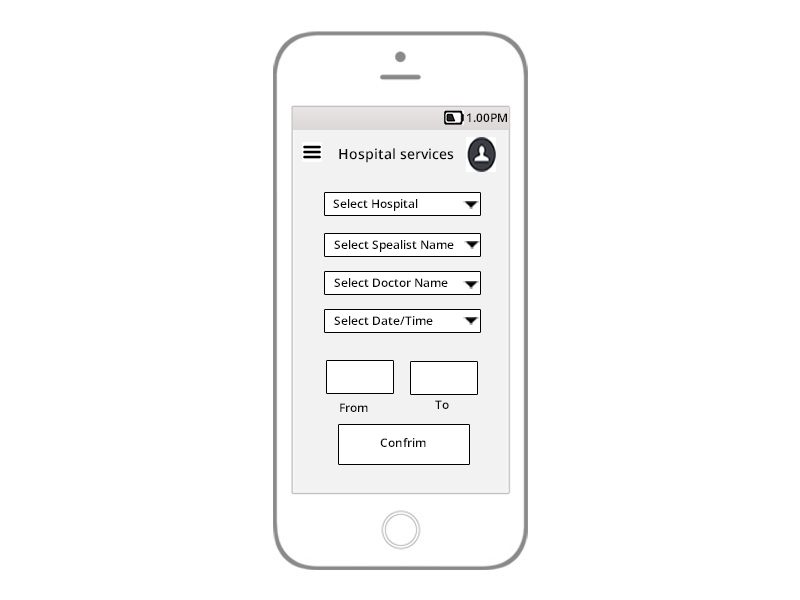 1.00PM
Hospital services
Select Hospital
Select Spealist Name
Select Doctor Name
Select Date/Time
From
To
Confrim